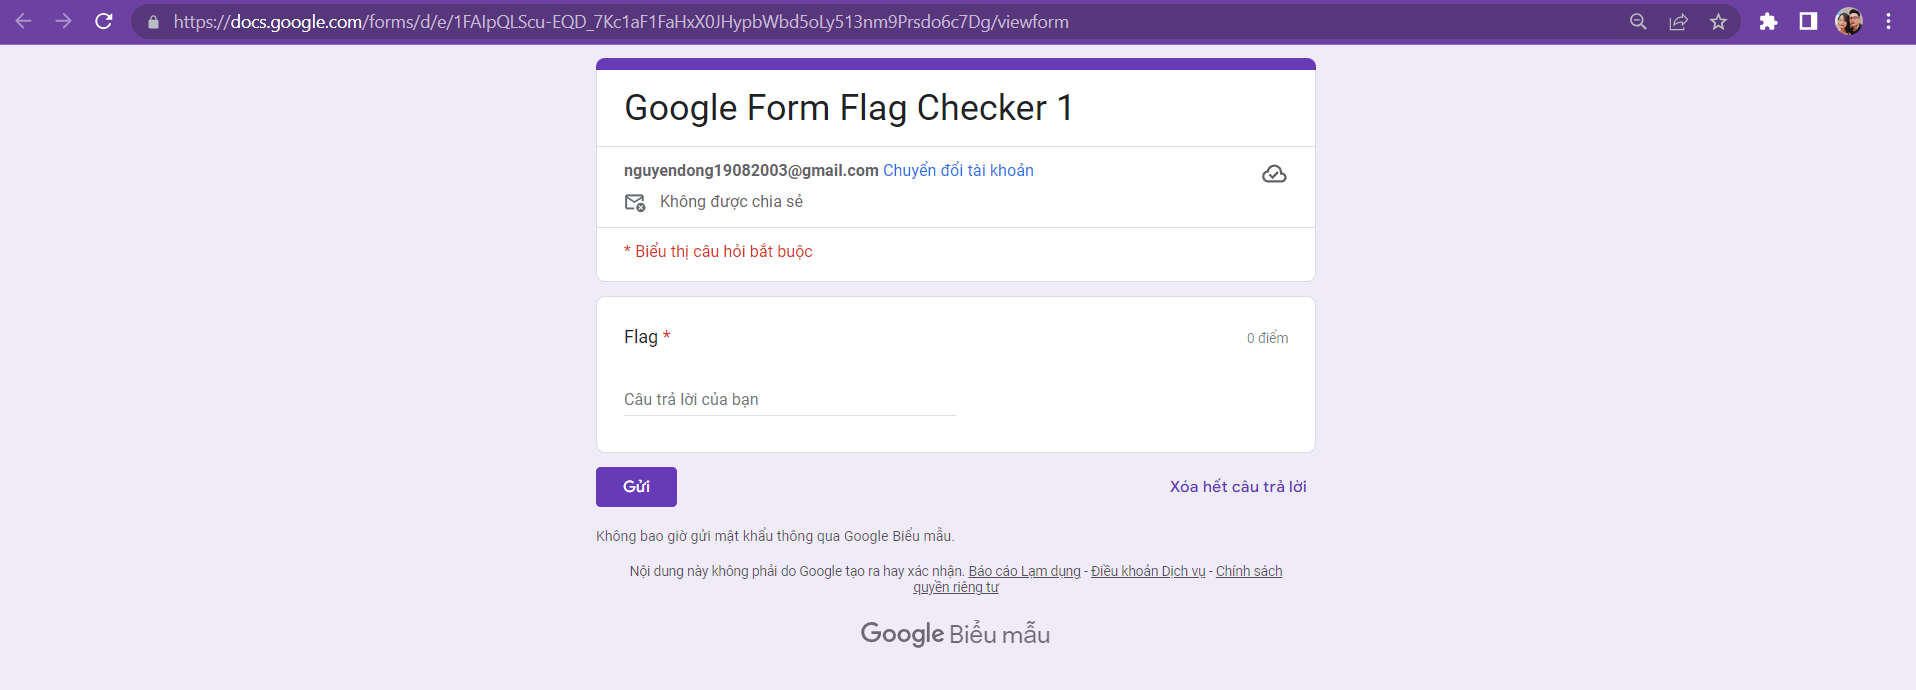 https://docs.google.com/forms/d/e/1FAIpQLScu-EQD_7Kc1aF1FaHxX0JHypbWbd5oLy513nm9Prsdo6c7Dg/viewform
Google Form Flag Checker 1
nguyendong19082003@gmail.com Chuyển đổi tài khoản
Không được chia sẻ
* Biểu thị câu hỏi bắt buộc
Flag *
0 điểm
Câu trả lời của bạn
Gửi
Xóa hết câu trả lời
Không bao giờ gửi mật khẩu thông qua Google Biểu mẫu.
Nội dung này không phải do Google tạo ra hay xác nhận. Báo cáo Lạm dụng - Điều khoản Dịch vụ - Chính sách
quyền riêng tư
Google Biểu mẫu